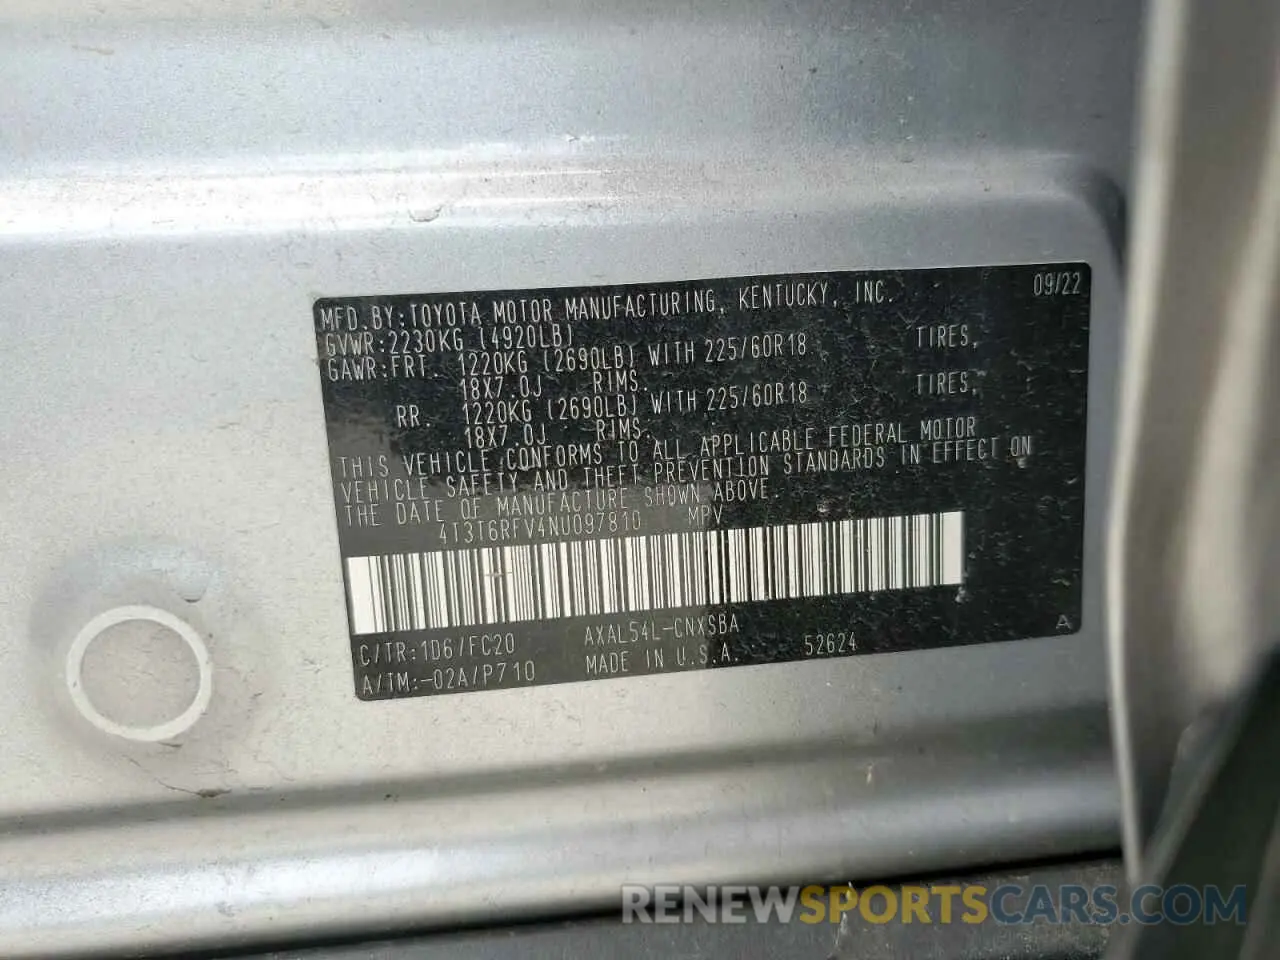 MFD.BY:TOYOTA MOTOR MANUFACTURING, KENTUCKY, INC. 09/22
GVWR:2230KG (4920LB)
GAWR:FRT. 1220KG (2690LB) WITH 225/60R18 TIRES,
18X7.0J RIMS.
RR. 1220KG (2690LB) WITH 225/60R18 TIRES,
18X7.0J RIMS.
THIS VEHICLE CONFORMS TO ALL APPLICABLE FEDERAL MOTOR
VEHICLE SAFETY AND THEFT PREVENTION STANDARDS IN EFFECT ON
THE DATE OF MANUFACTURE SHOWN ABOVE.
4T3T6RFV4NU097810 MPV
C/TR:1D6/FC20 AXAL54L-CNXSBA A
A/TM:-02A/P710 MADE IN U.S.A. 52624
RENEWSPORTSCARS.COM